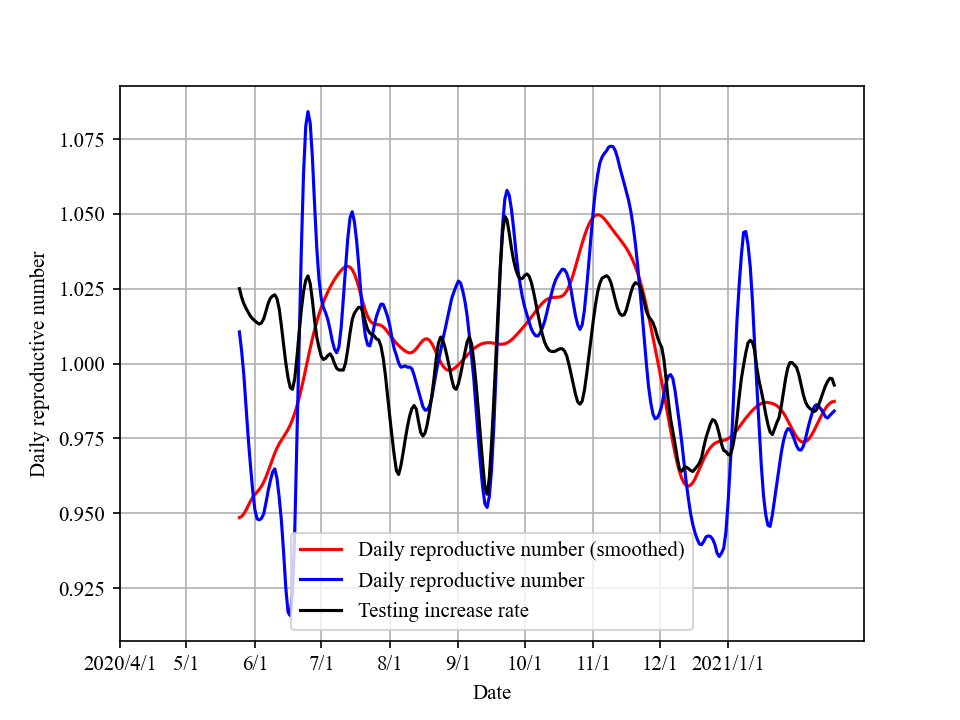 1.075
1.050
1.025
1.000
0.975
0.950
0.925
Daily reproductive number
Daily reproductive number (smoothed)
Daily reproductive number
Testing increase rate
2020/4/1 5/1 6/1 7/1 8/1 9/1 10/1 11/1 12/1 2021/1/1
Date